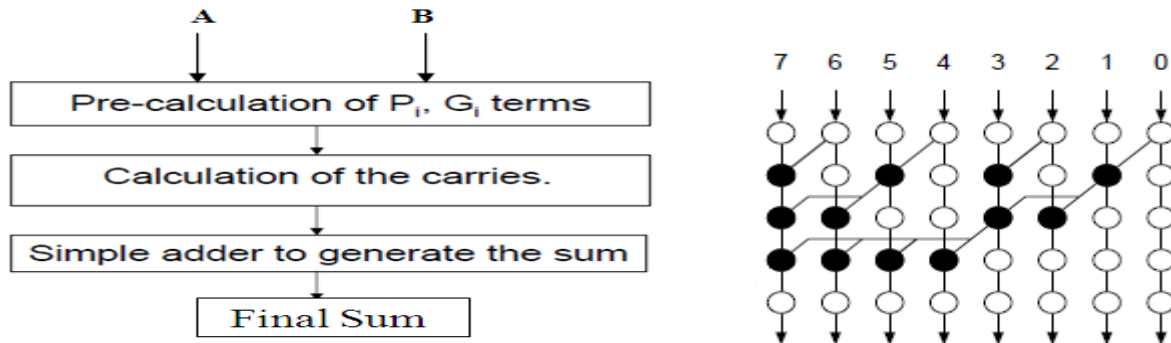 A B
Pre-calculation of Pi, Gi terms
Calculation of the carries.
Simple adder to generate the sum
Final Sum
7 6 5 4 3 2 1 0